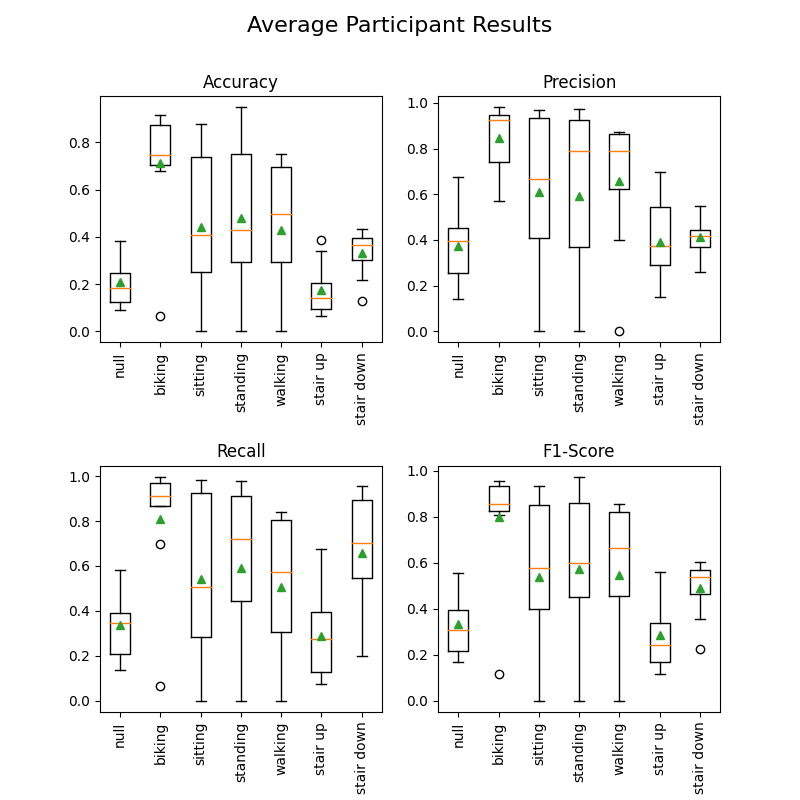 Average Participant Results
Accuracy
0.8
0.6
0.4
0.2
0.0
null
biking
sitting
standing
walking
stair up
stair down
Precision
1.0
0.8
0.6
0.4
0.2
0.0
null
biking
sitting
standing
walking
stair up
stair down
Recall
1.0
0.8
0.6
0.4
0.2
0.0
null
biking
sitting
standing
walking
stair up
stair down
F1-Score
1.0
0.8
0.6
0.4
0.2
0.0
null
biking
sitting
standing
walking
stair up
stair down